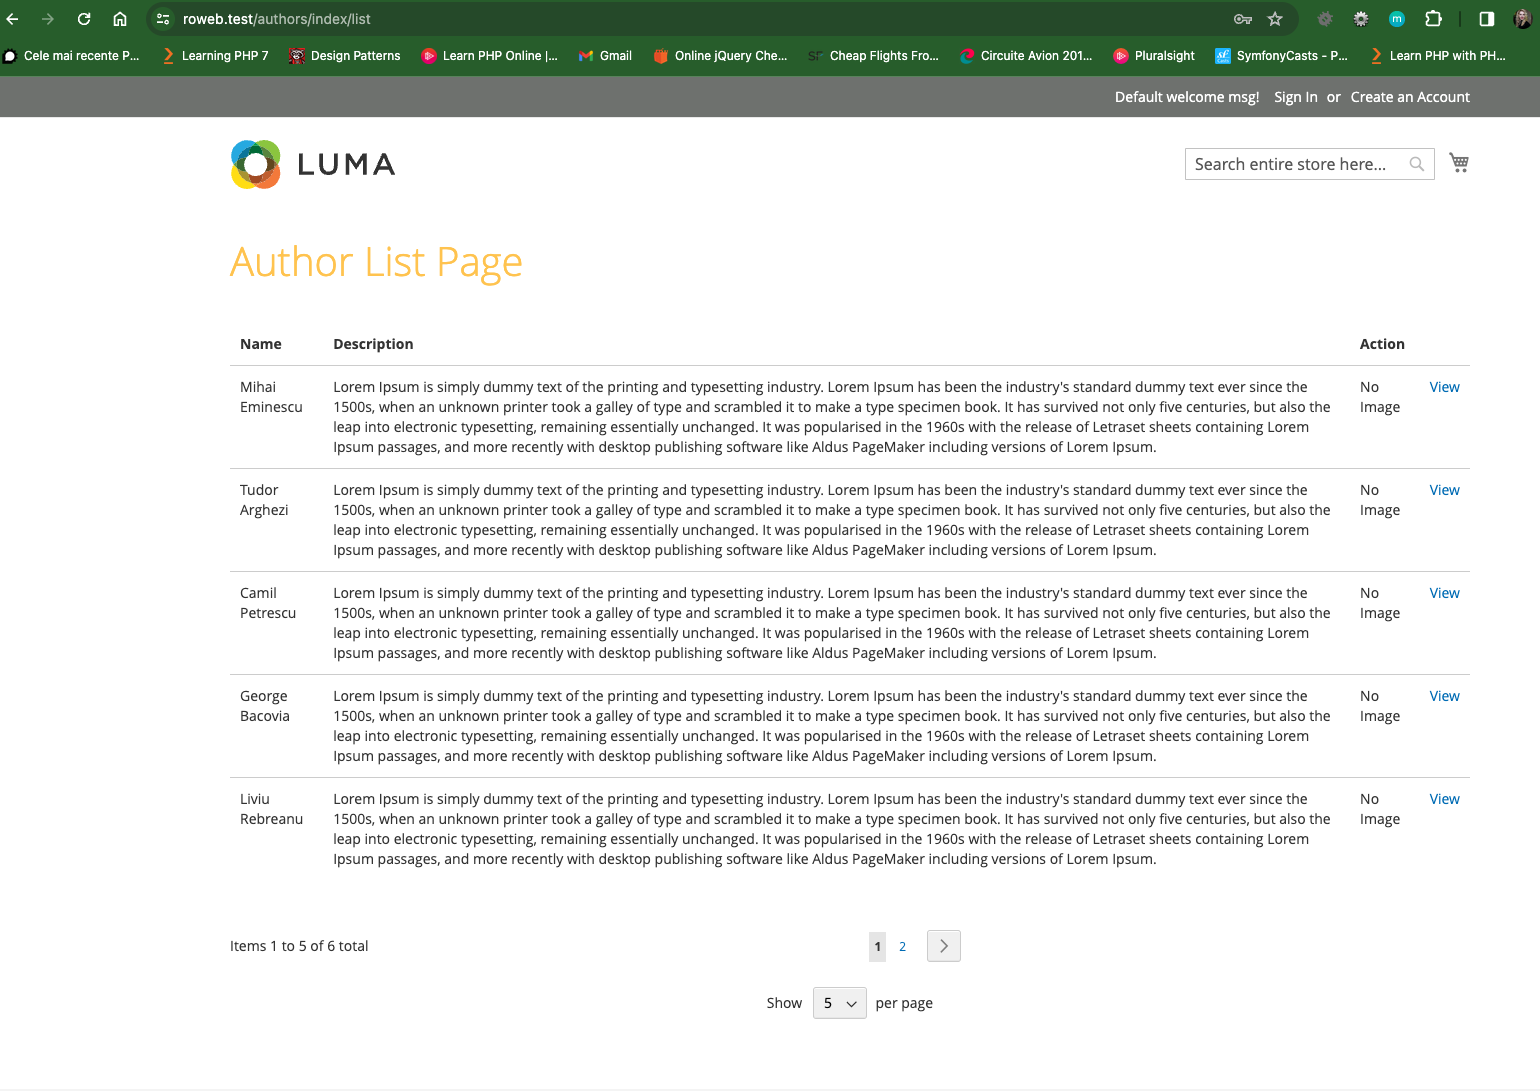 roweb.test/authors/index/list
m
Cele mai recente P... Learning PHP 7 Design Patterns Learn PHP Online |... Gmail Online jQuery Che... SF Cheap Flights Fro... Circuite Avion 201... Pluralsight SymfonyCasts - P... Learn PHP with PH...
Default welcome msg! Sign In or Create an Account
LUMA
Search entire store here...
Author List Page
Name Description Action
Mihai Eminescu
Lorem Ipsum is simply dummy text of the printing and typesetting industry. Lorem Ipsum has been the industry's standard dummy text ever since the
1500s, when an unknown printer took a galley of type and scrambled it to make a type specimen book. It has survived not only five centuries, but also the
leap into electronic typesetting, remaining essentially unchanged. It was popularised in the 1960s with the release of Letraset sheets containing Lorem
Ipsum passages, and more recently with desktop publishing software like Aldus PageMaker including versions of Lorem Ipsum.
No Image
View
Tudor Arghezi
Lorem Ipsum is simply dummy text of the printing and typesetting industry. Lorem Ipsum has been the industry's standard dummy text ever since the
1500s, when an unknown printer took a galley of type and scrambled it to make a type specimen book. It has survived not only five centuries, but also the
leap into electronic typesetting, remaining essentially unchanged. It was popularised in the 1960s with the release of Letraset sheets containing Lorem
Ipsum passages, and more recently with desktop publishing software like Aldus PageMaker including versions of Lorem Ipsum.
No Image
View
Camil Petrescu
Lorem Ipsum is simply dummy text of the printing and typesetting industry. Lorem Ipsum has been the industry's standard dummy text ever since the
1500s, when an unknown printer took a galley of type and scrambled it to make a type specimen book. It has survived not only five centuries, but also the
leap into electronic typesetting, remaining essentially unchanged. It was popularised in the 1960s with the release of Letraset sheets containing Lorem
Ipsum passages, and more recently with desktop publishing software like Aldus PageMaker including versions of Lorem Ipsum.
No Image
View
George Bacovia
Lorem Ipsum is simply dummy text of the printing and typesetting industry. Lorem Ipsum has been the industry's standard dummy text ever since the
1500s, when an unknown printer took a galley of type and scrambled it to make a type specimen book. It has survived not only five centuries, but also the
leap into electronic typesetting, remaining essentially unchanged. It was popularised in the 1960s with the release of Letraset sheets containing Lorem
Ipsum passages, and more recently with desktop publishing software like Aldus PageMaker including versions of Lorem Ipsum.
No Image
View
Liviu Rebreanu
Lorem Ipsum is simply dummy text of the printing and typesetting industry. Lorem Ipsum has been the industry's standard dummy text ever since the
1500s, when an unknown printer took a galley of type and scrambled it to make a type specimen book. It has survived not only five centuries, but also the
leap into electronic typesetting, remaining essentially unchanged. It was popularised in the 1960s with the release of Letraset sheets containing Lorem
Ipsum passages, and more recently with desktop publishing software like Aldus PageMaker including versions of Lorem Ipsum.
No Image
View
Items 1 to 5 of 6 total 1 2
Show 5 per page